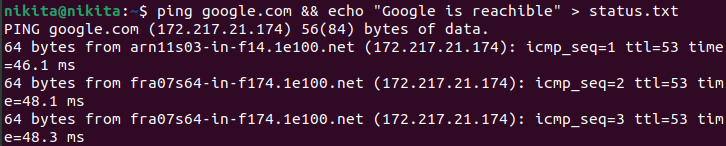 nikita@nikita:~$ ping google.com && echo "Google is reachible" > status.txt
PING google.com (172.217.21.174) 56(84) bytes of data.
64 bytes from arn11s03-in-f14.1e100.net (172.217.21.174): icmp_seq=1 ttl=53 time
=46.1 ms
64 bytes from fra07s64-in-f174.1e100.net (172.217.21.174): icmp_seq=2 ttl=53 tim
e=48.1 ms
64 bytes from fra07s64-in-f174.1e100.net (172.217.21.174): icmp_seq=3 ttl=53 tim
e=48.3 ms